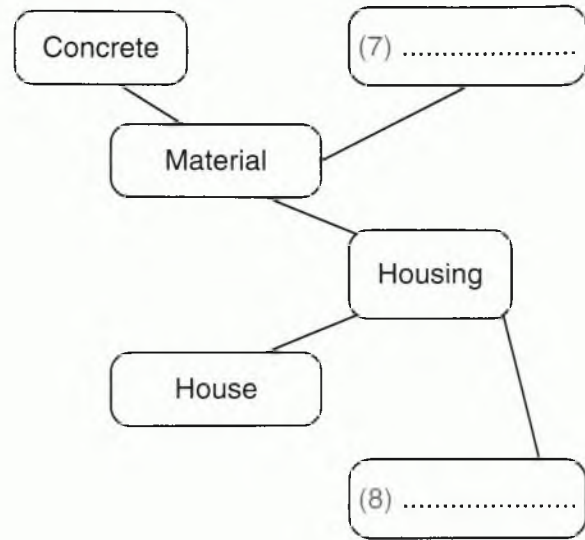 Concrete
(7) ......................
Material
Housing
House
(8) ......................